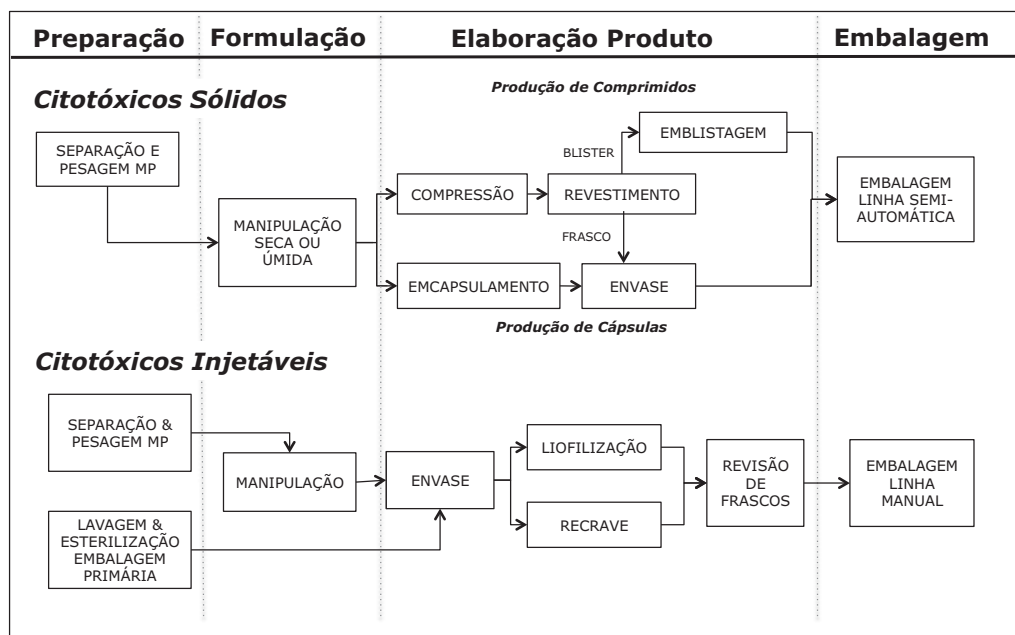 Preparação
Formulação
Elaboração Produto
Embalagem
Citotóxicos Sólidos
Produção de Comprimidos
SEPARAÇÃO E
PESAGEM MP
MANIPULAÇÃO
SECA OU
ÚMIDA
COMPRESSÃO
REVESTIMENTO
BLISTER
EMBLISTAGEM
FRASCO
EMCAPSULAMENTO
ENVASE
EMBALAGEM
LINHA SEMI-
AUTOMÁTICA
Produção de Cápsulas
Citotóxicos Injetáveis
SEPARAÇÃO &
PESAGEM MP
MANIPULAÇÃO
LAVAGEM &
ESTERILIZAÇÃO
EMBALAGEM
PRIMÁRIA
ENVASE
LIOFILIZAÇÃO
RECRAVE
REVISÃO
DE
FRASCOS
EMBALAGEM
LINHA
MANUAL